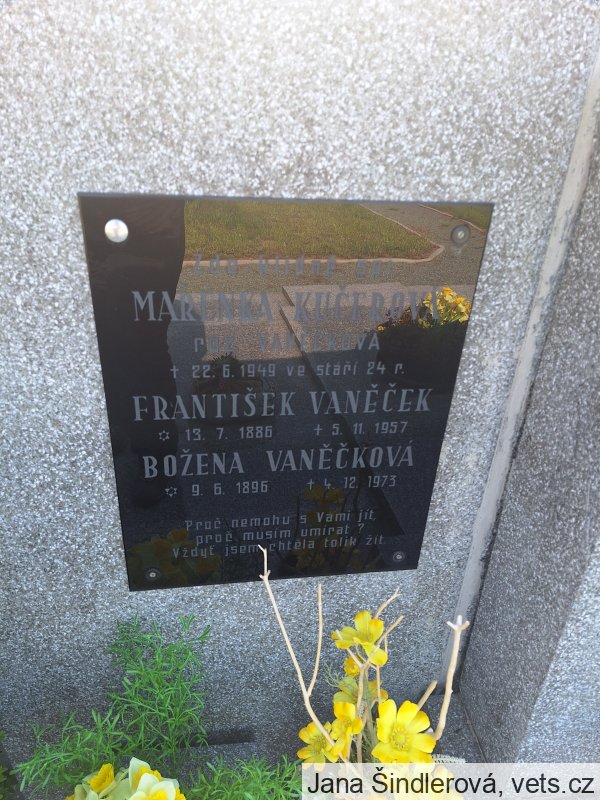 Zde klidně spí
MAŘENKA KUČEROVÁ
roz. VANĚČKOVÁ
✝ 22. 6. 1949 ve stáří 24 r.
FRANTIŠEK VANĚČEK
✡ 13. 7. 1886 ✝ 5. 11. 1957
BOŽENA VANĚČKOVÁ
✡ 9. 6. 1896 ✝ 4. 12. 1973
Proč nemohu s Vámi jít,
proč musím umírat ?
Vždyť jsem chtěla tolik žít.
Jana Šindlerová, vets.cz